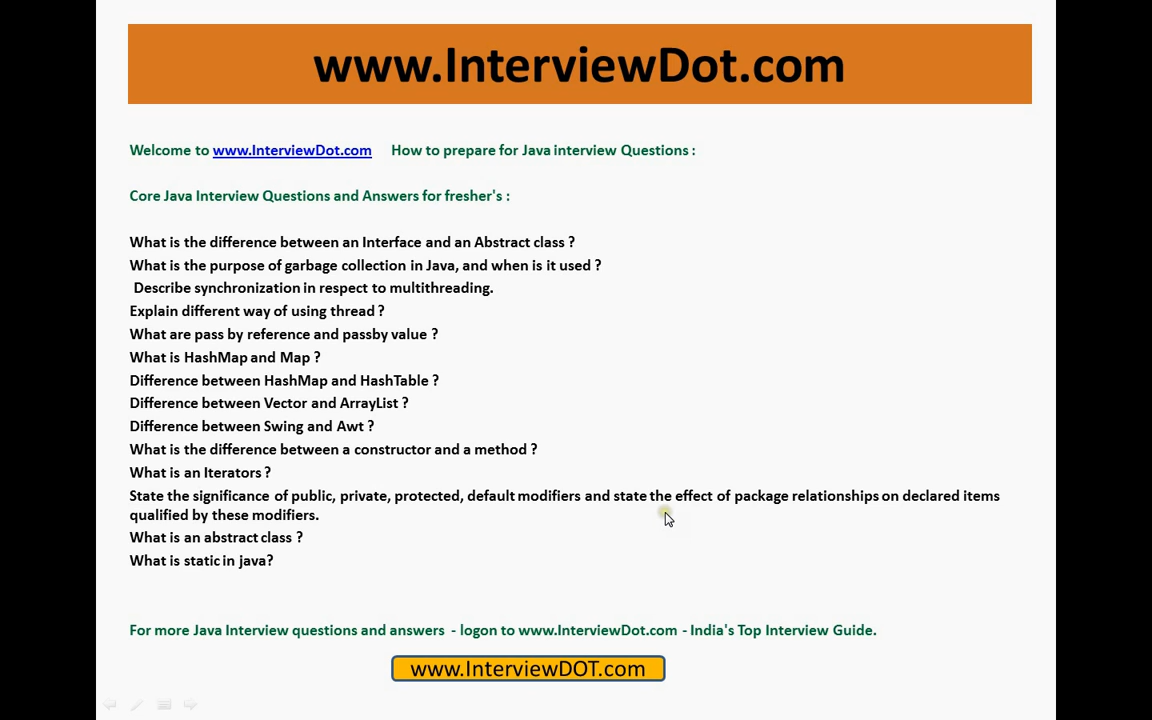 www.InterviewDot.com
Welcome to www.InterviewDot.com How to prepare for Java interview Questions :
Core Java Interview Questions and Answers for fresher's :
What is the difference between an Interface and an Abstract class ?
What is the purpose of garbage collection in Java, and when is it used ?
Describe synchronization in respect to multithreading.
Explain different way of using thread ?
What are pass by reference and passby value ?
What is HashMap and Map ?
Difference between HashMap and HashTable ?
Difference between Vector and ArrayList ?
Difference between Swing and Awt ?
What is the difference between a constructor and a method ?
What is an Iterators ?
State the significance of public, private, protected, default modifiers and state the effect of package relationships on declared items
qualified by these modifiers.
What is an abstract class ?
What is static in java?
For more Java Interview questions and answers - logon to www.InterviewDot.com - India's Top Interview Guide.
www.InterviewDOT.com